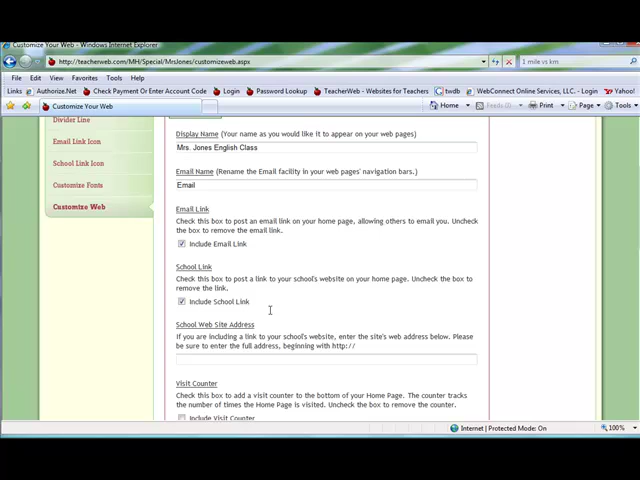 Customize Your Web - Windows Internet Explorer
http://teacherweb.com/MH/Special/MrsJones/customizeweb.aspx
1 mile vs km
File Edit View Favorites Tools Help
Links Authorize.Net Check Payment Or Account Code Login Password Lookup TeacherWeb - Websites for Teachers twdb WebConnect Online Services, LLC. - Login Yahoo!
Customize Your Web
Home Feeds (0) Print Page Tools
Divider Line
Email Link Icon
School Link Icon
Customize Fonts
Customize Web
Display Name (Your name as you would like it to appear on your web pages)
Mrs. Jones English Class
Email Name (Rename the Email facility in your web pages' navigation bars.)
Email
Email Link
Check this box to post an email link on your home page, allowing others to email you. Uncheck
the box to remove the email link.
Include Email Link
School Link
Check this box to post a link to your school's website on your home page. Uncheck the box to
remove the link.
Include School Link
School Web Site Address
If you are including a link to your school's website, enter the site's web address below. Please
be sure to enter the full address, beginning with http://
Visit Counter
Check this box to add a visit counter to the bottom of your Home Page. The counter tracks
the number of times the Home Page is visited. Uncheck the box to remove the counter.
Include Visit Counter
Internet | Protected Mode: On
100%